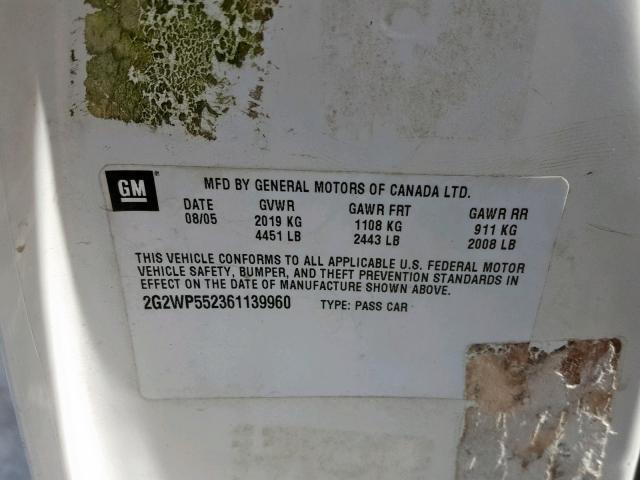 GM
MFD BY GENERAL MOTORS OF CANADA LTD.
DATE GVWR GAWR FRT GAWR RR
08/05 2019 KG 1108 KG 911 KG
4451 LB 2443 LB 2008 LB
THIS VEHICLE CONFORMS TO ALL APPLICABLE U.S. FEDERAL MOTOR
VEHICLE SAFETY, BUMPER, AND THEFT PREVENTION STANDARDS IN
EFFECT ON THE DATE OF MANUFACTURE SHOWN ABOVE.
2G2WP552361139960 TYPE: PASS CAR